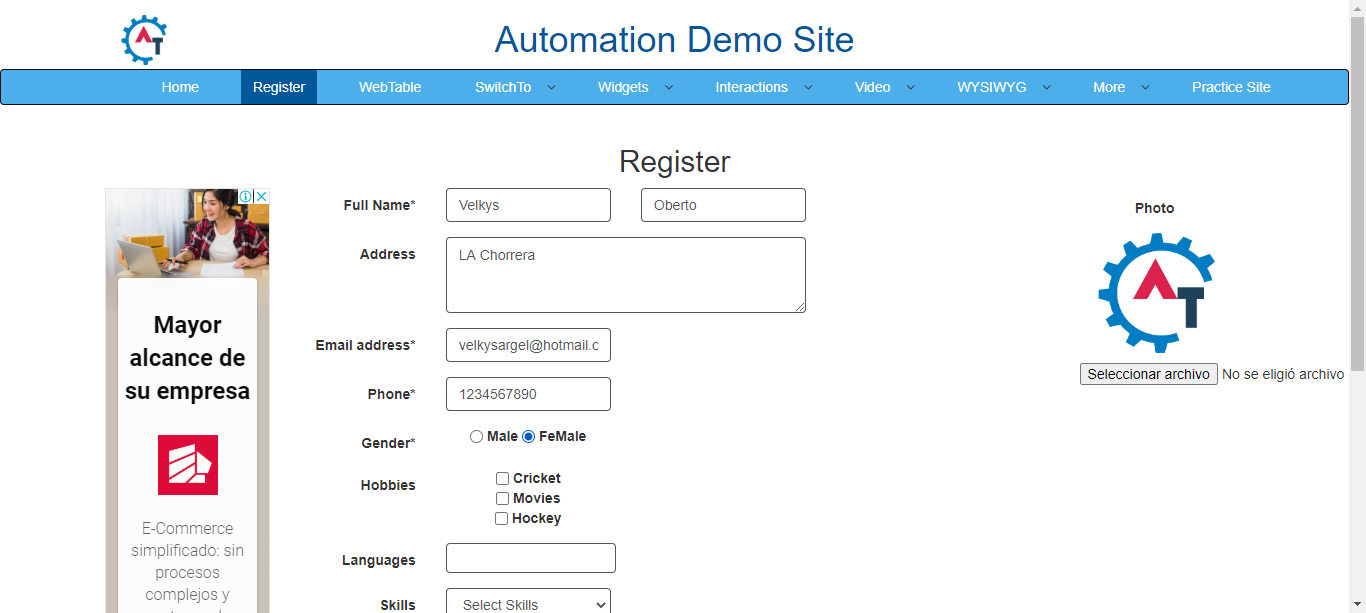 Automation Demo Site
Home Register WebTable SwitchTo Widgets Interactions Video WYSIWYG More Practice Site
Register
Full Name* Velkys Oberto
Photo
Address LA Chorrera
Mayor
alcance de
su empresa
Email address* velkysargel@hotmail.c
Seleccionar archivo No se eligió archivo
Phone* 1234567890
Gender* Male FeMale
Hobbies Cricket
Movies
Hockey
E-Commerce
simplificado: sin
procesos
complejos y
Languages
Skills Select Skills